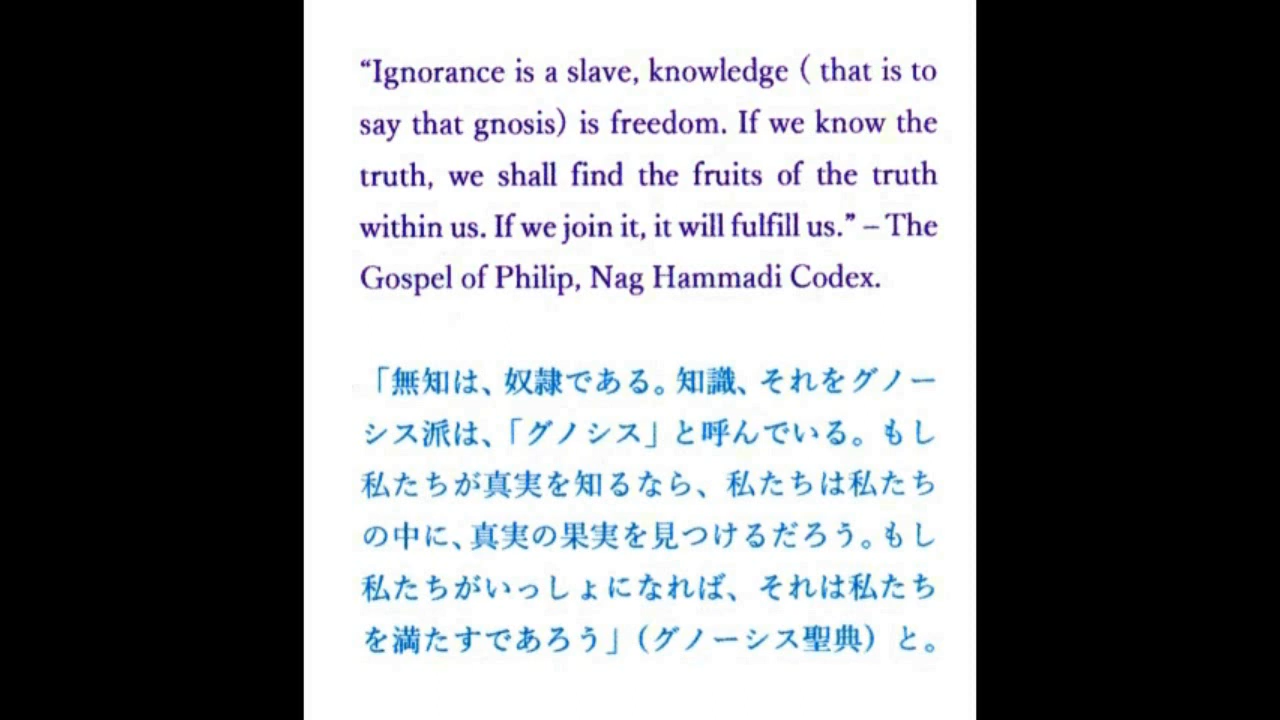 “Ignorance is a slave, knowledge ( that is to
say that gnosis) is freedom. If we know the
truth, we shall find the fruits of the truth
within us. If we join it, it will fulfill us.” – The
Gospel of Philip, Nag Hammadi Codex.
「無知は、奴隷である。知識、それをグノー
シス派は、「グノシス」と呼んでいる。もし
私たちが真実を知るなら、私たちは私たち
の中に、真実の果実を見つけるだろう。もし
私たちがいっしょになれば、それは私たち
を満たすであろう」（グノーシス聖典）と。